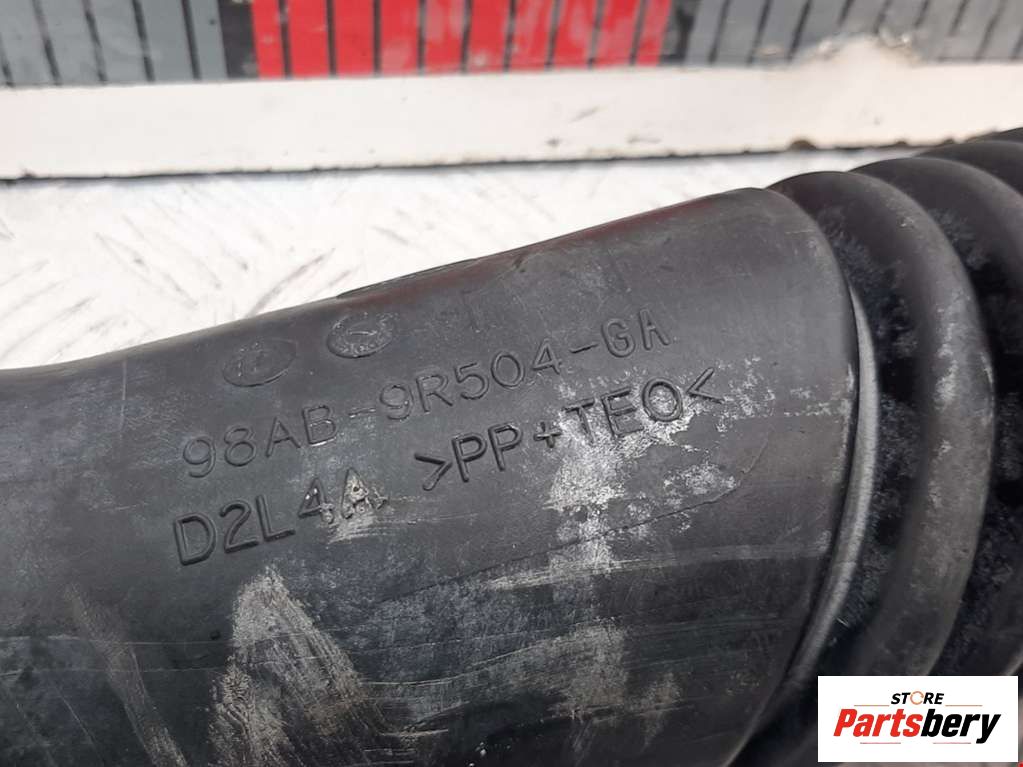 98AB-9R504-GA
D2L4A >PP+TEO<
STORE
Partsbery